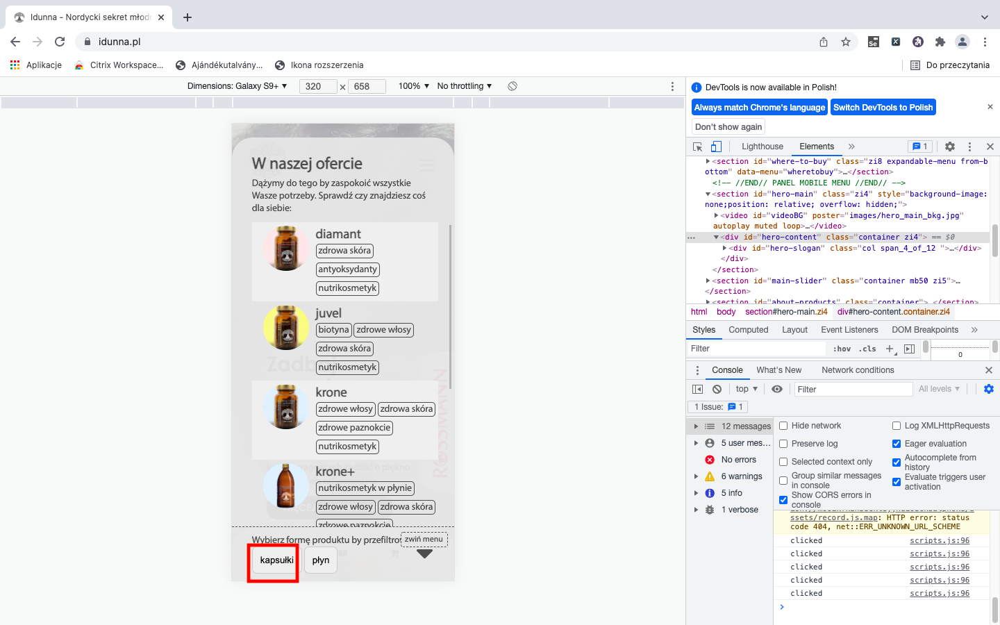 Idunna - Nordycki sekret młodo
idunna.pl
Aplikacje
Citrix Workspace...
Ajándékutalvány...
Ikona rozszerzenia
Do przeczytania
Dimensions: Galaxy S9+ ▼
320 × 658
100% ▼
No throttling ▼
W naszej ofercie
Dążymy do tego by zaspokoić wszystkie
Wasze potrzeby. Sprawdź czy znajdziesz coś
dla siebie:
diamant
zdrowa skóra
antyoksydanty
nutrikosmetyk
juvel
biotyna zdrowe włosy
zdrowa skóra
nutrikosmetyk
krone
zdrowe włosy zdrowa skóra
zdrowe paznokcie
nutrikosmetyk
krone+
nutrikosmetyk w płynie
zdrowe włosy zdrowa skóra
zdrowe paznokcie
ROSSMANN
Wybierz formę produktu by przefiltro
zwiń menu
kapsułki
płyn
DevTools is now available in Polish!
Always match Chrome's language
Switch DevTools to Polish
Don't show again
Lighthouse
Elements
»
1
<section id="where-to-buy" class="zi8 expandable-menu from-b
ottom" data-menu="wheretobuy">…</section>
<!-- //END// PANEL MOBILE MENU //END// -->
<section id="hero-main" class="zi4" style="background-image:
none;position: relative; overflow: hidden;">
<video id="videoBG" poster="images/hero_main_bkg.jpg"
autoplay muted loop>…</video>
<div id="hero-content" class="container zi4"> == $0
<div id="hero-slogan" class="col span_4_of_12 ">…</div>
</div>
</section>
<section id="main-slider" class="container mb50 zi5">…
</section>
<section id="about-products" class="container">…</section>
html
body
section#hero-main.zi4
div#hero-content.container.zi4
Styles
Computed
Layout
Event Listeners
DOM Breakpoints
»
Filter
:hov
.cls
0
Console
What's New
Network conditions
top ▼
Filter
All levels ▼
1 Issue: 1
12 messages
5 user mes...
No errors
6 warnings
5 info
1 verbose
Hide network
Preserve log
Selected context only
Group similar messages
in console
Show CORS errors in
console
Log XMLHttpRequests
Eager evaluation
Autocomplete from
history
Evaluate triggers user
activation
ssets/record.js.map: HTTP error: status
code 404, net::ERR_UNKNOWN_URL_SCHEME
clicked scripts.js:96
clicked scripts.js:96
clicked scripts.js:96
clicked scripts.js:96
clicked scripts.js:96